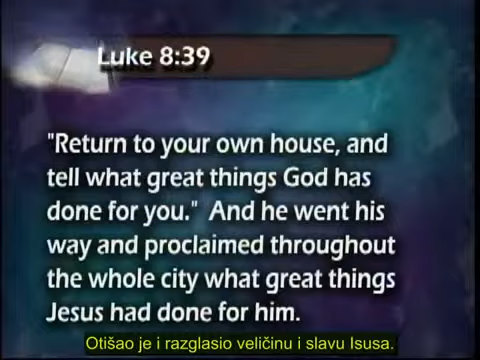 Luke 8:39
"Return to your own house, and
tell what great things God has
done for you."  And he went his
way and proclaimed throughout
the whole city what great things
Jesus had done for him.
Otišao je i razglasio veličinu i slavu Isusa.